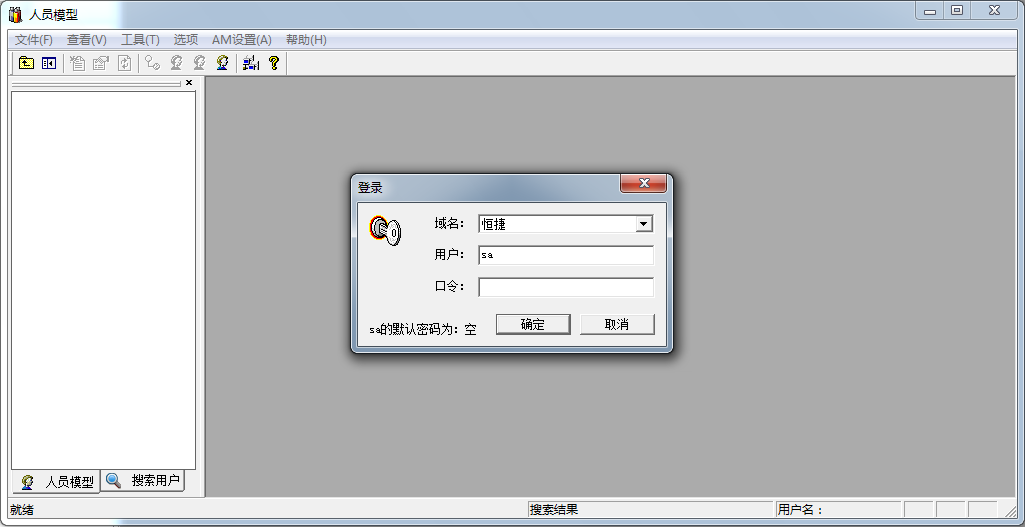 人员模型
文件(F) 查看(V) 工具(T) 选项 AM设置(A) 帮助(H)
登录
域名： 恒捷
用户： sa
口令：
sa的默认密码为：空 确定 取消
人员模型 搜索用户
就绪 搜索结果 用户名：